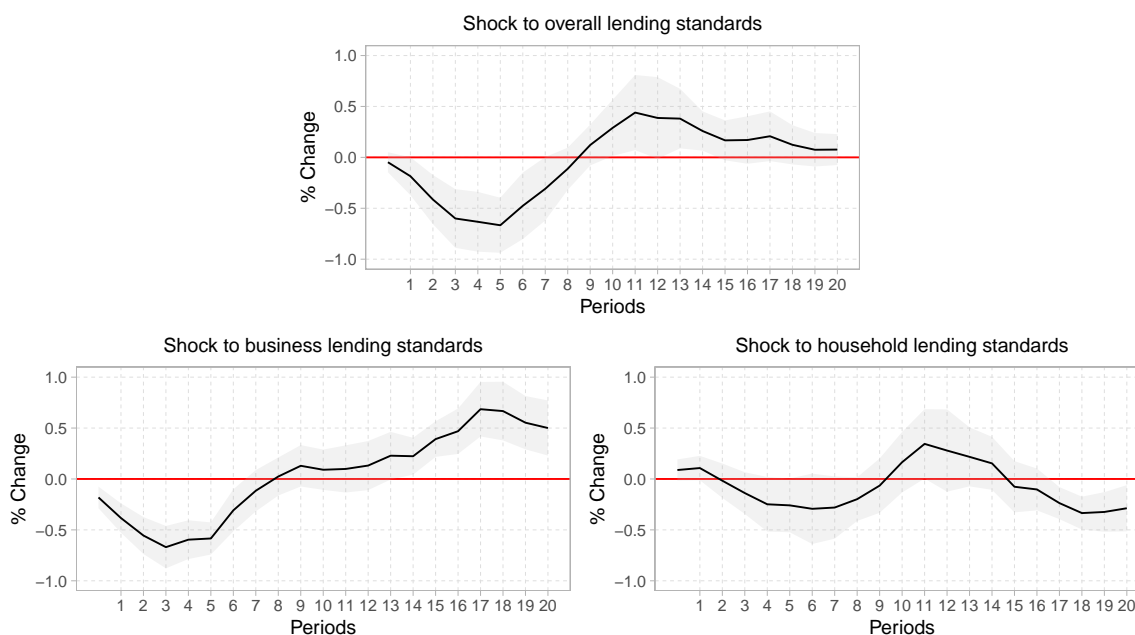 Shock to overall lending standards
% Change
1.0
0.5
0.0
−0.5
−1.0
1 2 3 4 5 6 7 8 9 10 11 12 13 14 15 16 17 18 19 20
Periods
Shock to business lending standards
% Change
1.0
0.5
0.0
−0.5
−1.0
1 2 3 4 5 6 7 8 9 10 11 12 13 14 15 16 17 18 19 20
Periods
Shock to household lending standards
% Change
1.0
0.5
0.0
−0.5
−1.0
1 2 3 4 5 6 7 8 9 10 11 12 13 14 15 16 17 18 19 20
Periods